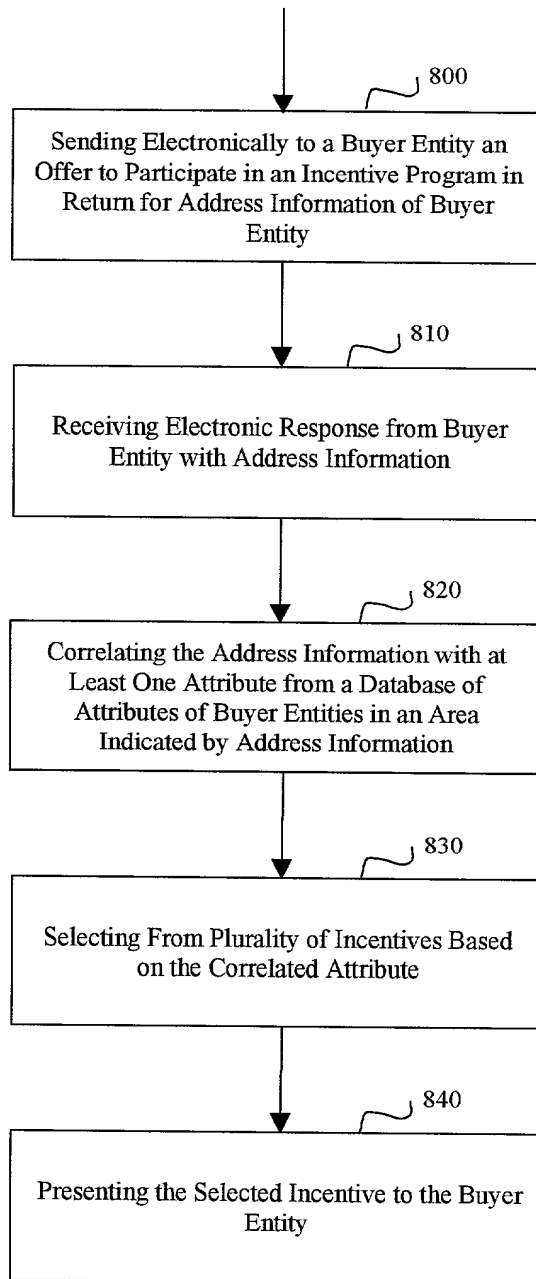 800
Sending Electronically to a Buyer Entity an
Offer to Participate in an Incentive Program in
Return for Address Information of Buyer
Entity
810
Receiving Electronic Response from Buyer
Entity with Address Information
820
Correlating the Address Information with at
Least One Attribute from a Database of
Attributes of Buyer Entities in an Area
Indicated by Address Information
830
Selecting From Plurality of Incentives Based
on the Correlated Attribute
840
Presenting the Selected Incentive to the Buyer
Entity